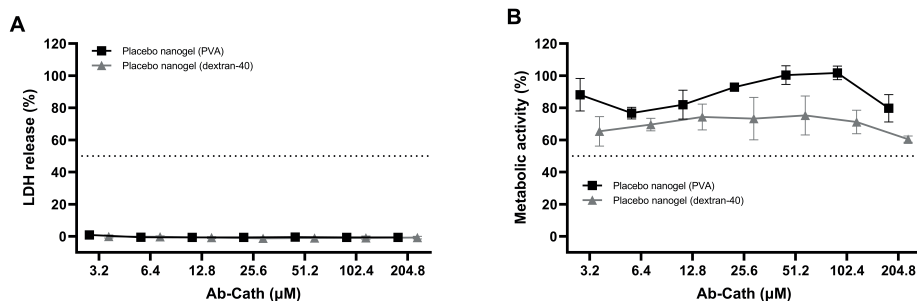 A
LDH release (%)
120
100
80
60
40
20
0
Placebo nanogel (PVA)
Placebo nanogel (dextran-40)
3.2 6.4 12.8 25.6 51.2 102.4 204.8
Ab-Cath (µM)
B
Metabolic activity (%)
120
100
80
60
40
20
0
Placebo nanogel (PVA)
Placebo nanogel (dextran-40)
3.2 6.4 12.8 25.6 51.2 102.4 204.8
Ab-Cath (µM)